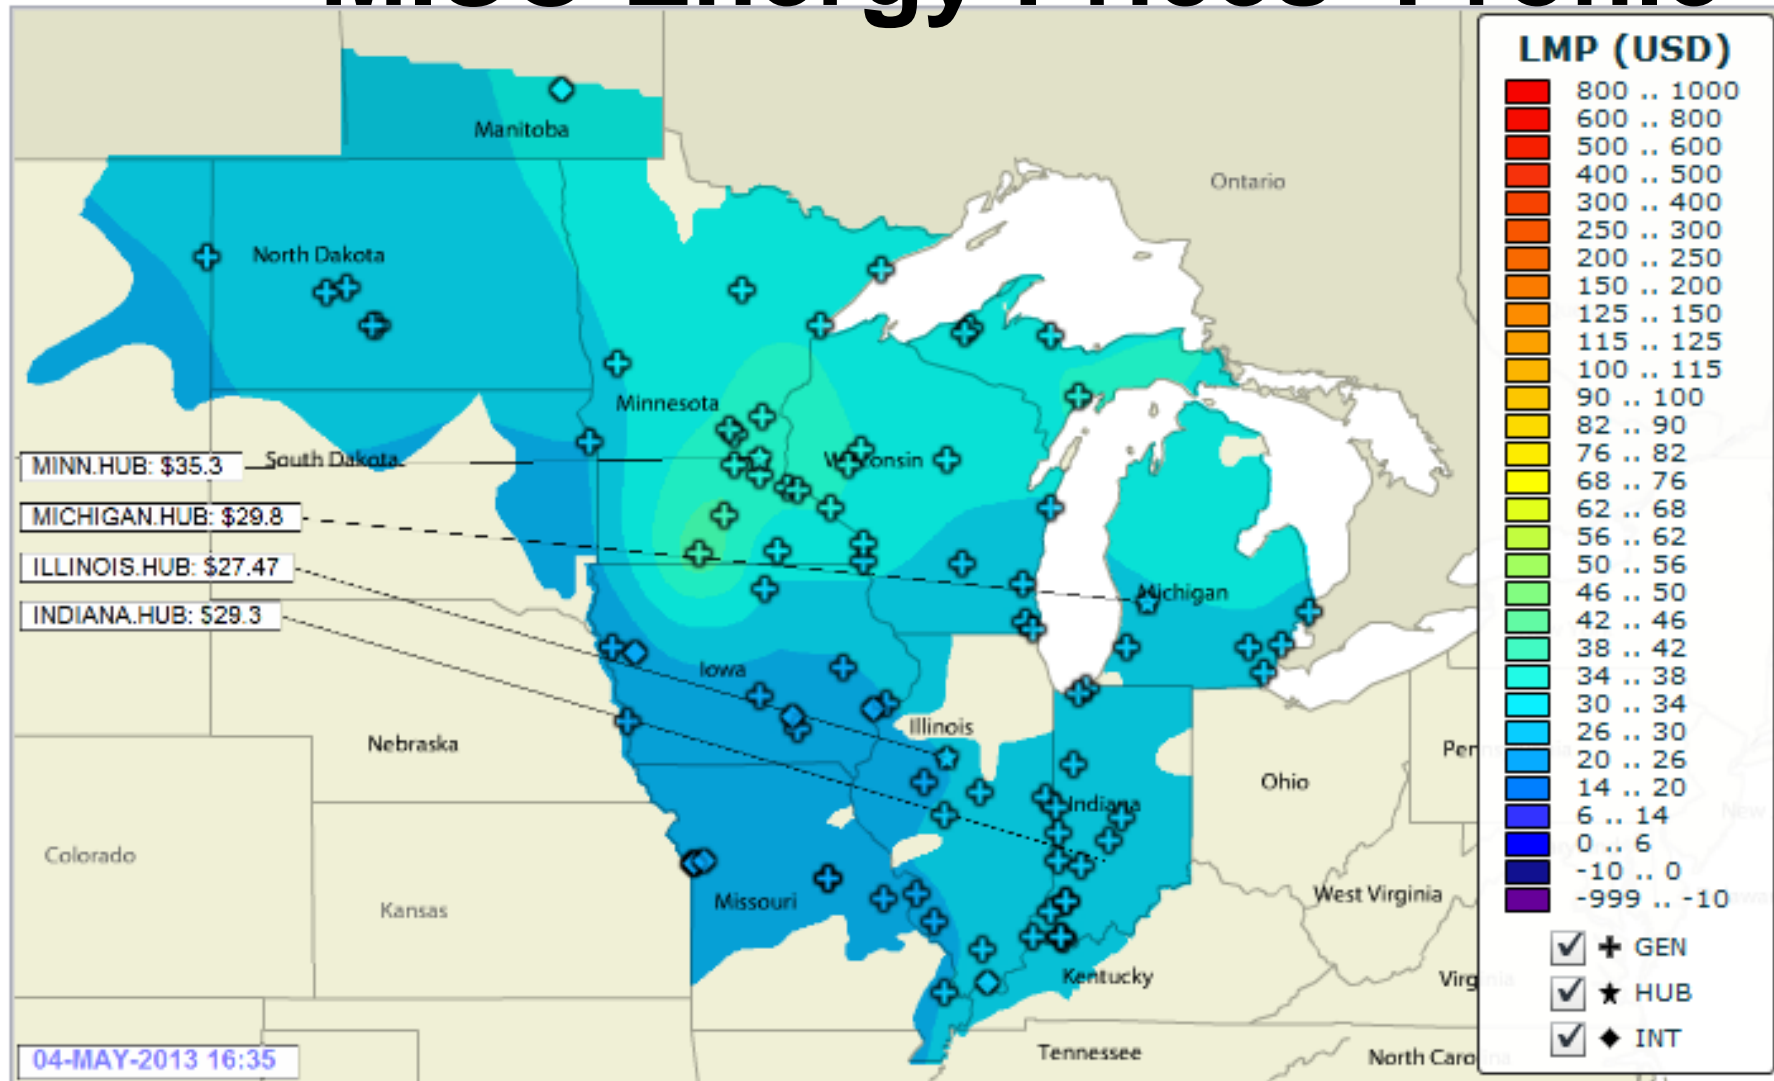 MISO Energy Prices
LMP (USD)
800 .. 1000
600 .. 800
500 .. 600
400 .. 500
300 .. 400
250 .. 300
200 .. 250
150 .. 200
125 .. 150
115 .. 125
100 .. 115
90 .. 100
82 .. 90
76 .. 82
68 .. 76
62 .. 68
56 .. 62
50 .. 56
46 .. 50
42 .. 46
38 .. 42
34 .. 38
30 .. 34
26 .. 30
20 .. 26
14 .. 20
6 .. 14
0 .. 6
-10 .. 0
-999 .. -10
GEN
HUB
INT
Manitoba
Ontario
North Dakota
Minnesota
South Dakota
Wisconsin
MINN.HUB: $35.3
MICHIGAN.HUB: $29.8
ILLINOIS.HUB: $27.47
INDIANA.HUB: $29.3
Michigan
Iowa
Illinois
Nebraska
Ohio
Indiana
Colorado
Kansas
Missouri
West Virginia
Kentucky
Virginia
Tennessee
North Caro
04-MAY-2013 16:35